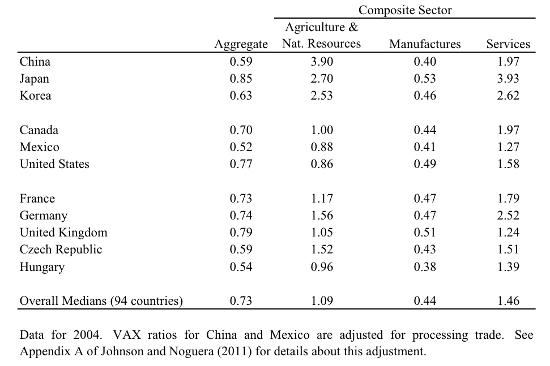 Composite Sector
Aggregate Agriculture & Nat. Resources Manufactures Services
China 0.59 3.90 0.40 1.97
Japan 0.85 2.70 0.53 3.93
Korea 0.63 2.53 0.46 2.62
Canada 0.70 1.00 0.44 1.97
Mexico 0.52 0.88 0.41 1.27
United States 0.77 0.86 0.49 1.58
France 0.73 1.17 0.47 1.79
Germany 0.74 1.56 0.47 2.52
United Kingdom 0.79 1.05 0.51 1.24
Czech Republic 0.59 1.52 0.43 1.51
Hungary 0.54 0.96 0.38 1.39
Overall Medians (94 countries) 0.73 1.09 0.44 1.46
Data for 2004. VAX ratios for China and Mexico are adjusted for processing trade. See
Appendix A of Johnson and Noguera (2011) for details about this adjustment.